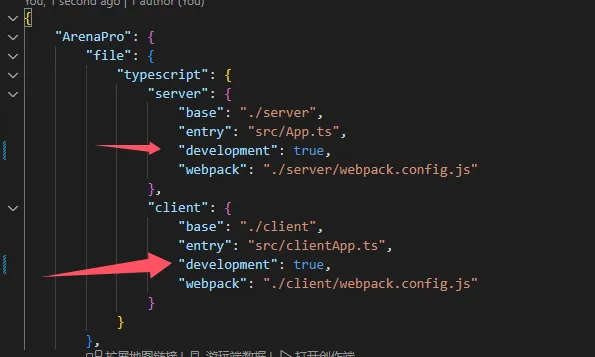 You, 1 second ago | 1 author (You)
{
"ArenaPro": {
"file": {
"typescript": {
"server": {
"base": "./server",
"entry": "src/App.ts",
"development": true,
"webpack": "./server/webpack.config.js"
},
"client": {
"base": "./client",
"entry": "src/clientApp.ts",
"development": true,
"webpack": "./client/webpack.config.js"
}
}
},
扩展地图链接 | 游玩端数据 | ▷ 打开创作端